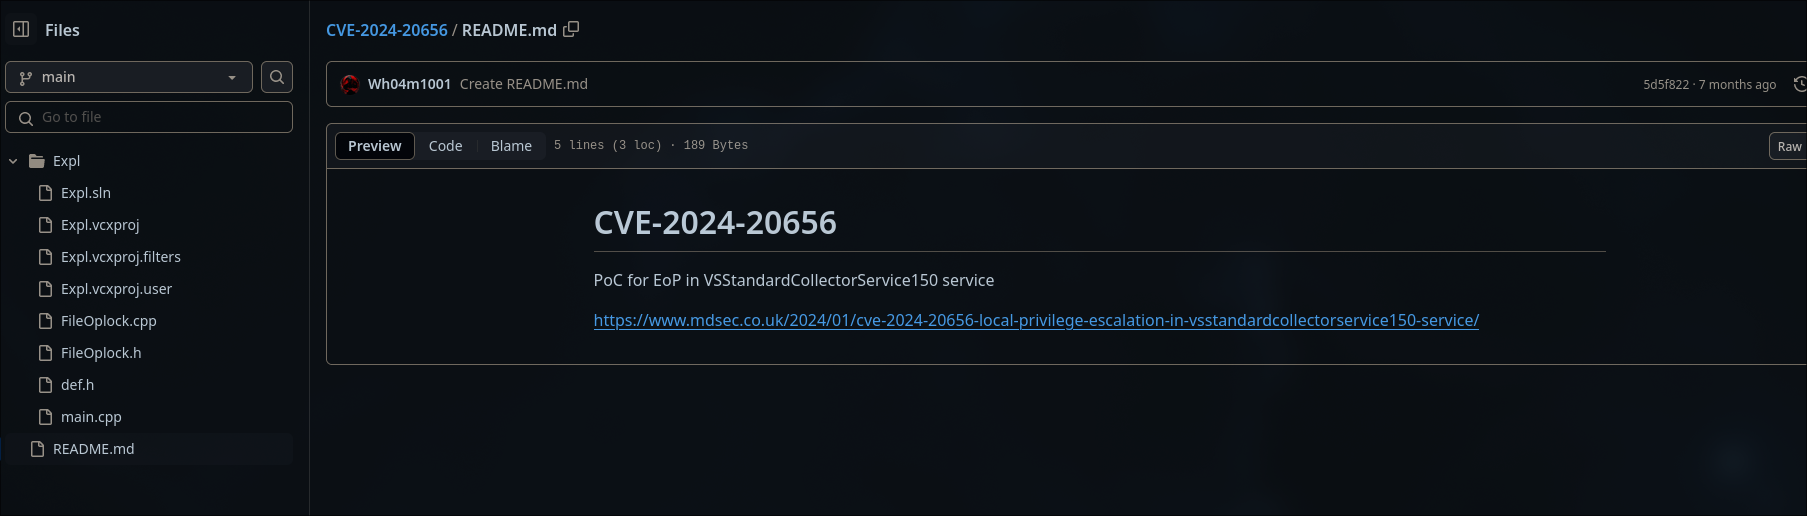 Files
main
Go to file
Expl
Expl.sln
Expl.vcxproj
Expl.vcxproj.filters
Expl.vcxproj.user
FileOplock.cpp
FileOplock.h
def.h
main.cpp
README.md
CVE-2024-20656 / README.md
Wh04m1001 Create README.md 5d5f822 · 7 months ago
Preview Code Blame 5 lines (3 loc) · 189 Bytes Raw
CVE-2024-20656
PoC for EoP in VSStandardCollectorService150 service
https://www.mdsec.co.uk/2024/01/cve-2024-20656-local-privilege-escalation-in-vsstandardcollectorservice150-service/